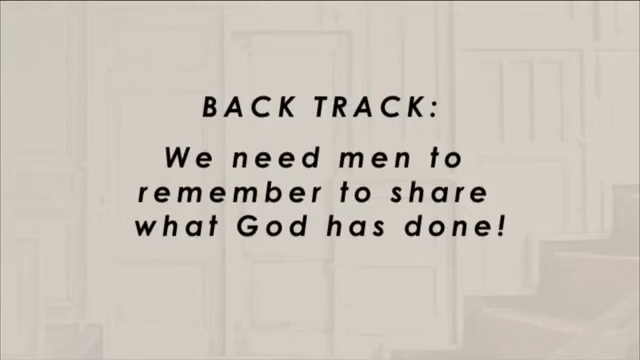 BACK TRACK:
We need men to
remember to share
what God has done!